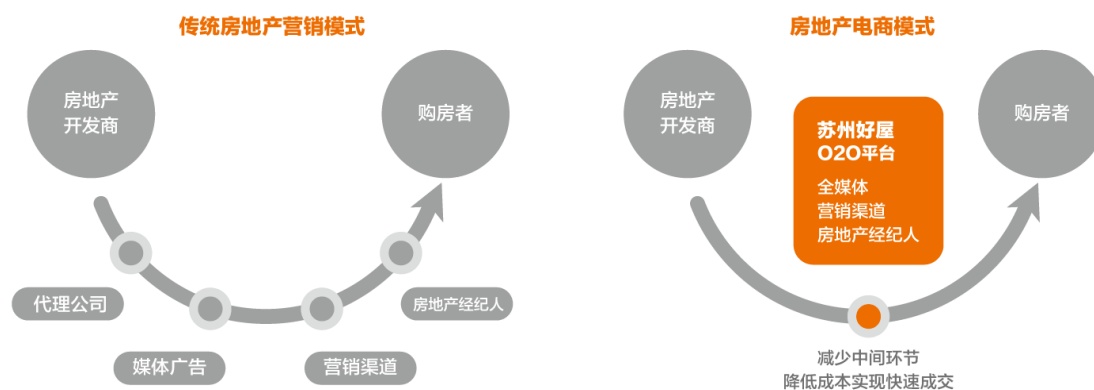 传统房地产营销模式
房地产
开发商
购房者
代理公司
媒体广告
营销渠道
房地产经纪人
房地产电商模式
房地产
开发商
苏州好屋
O2O平台
全媒体
营销渠道
房地产经纪人
购房者
减少中间环节
降低成本实现快速成交